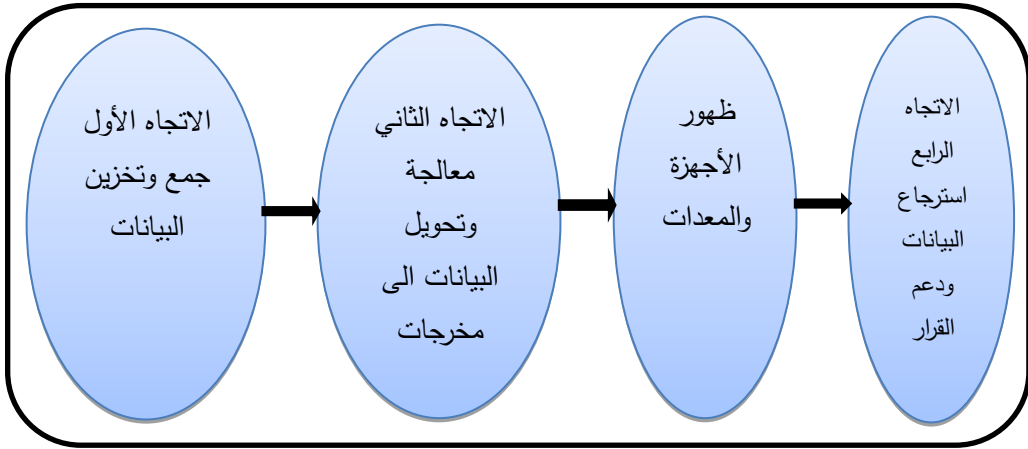 الاتجاه الأول
جمع وتخزين
البيانات
الاتجاه الثاني
معالجة
وتحويل
البيانات الى
مخرجات
ظهور
الأجهزة
والمعدات
الاتجاه
الرابع
استرجاع
البيانات
ودعم
القرار